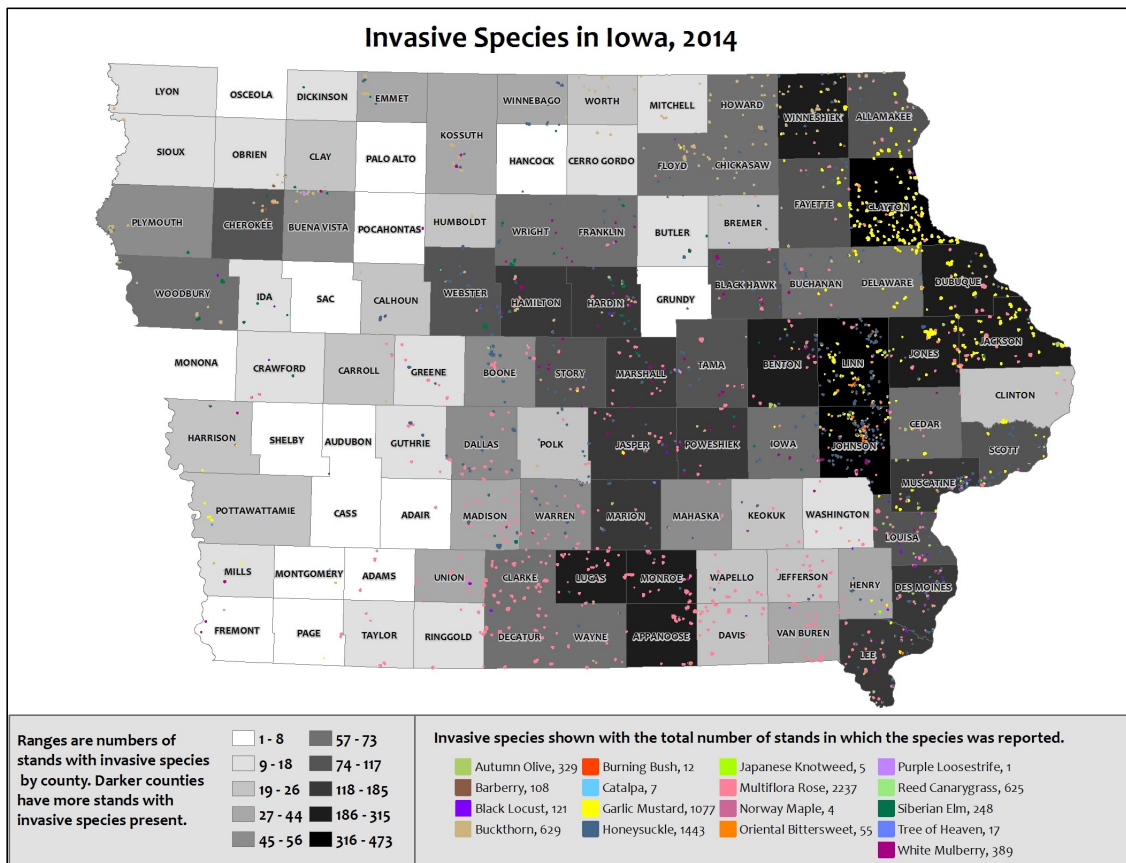 Invasive Species in Iowa, 2014
LYON
OSCEOLA
DICKINSON
EMMET
KOSSUTH
WINNEBAGO
WORTH
MITCHELL
HOWARD
WINNESHIEK
ALLAMAKEE
SIOUX
OBRIEN
CLAY
PALO ALTO
HANCOCK
CERRO GORDO
FLOYD
CHICKASAW
PLYMOUTH
CHEROKEE
BUENA VISTA
POCAHONTAS
HUMBOLDT
WRIGHT
FRANKLIN
BUTLER
BREMER
FAYETTE
CLAYTON
WOODBURY
IDA
SAC
CALHOUN
WEBSTER
HAMILTON
HARDIN
GRUNDY
BLACK HAWK
BUCHANAN
DELAWARE
DUBUQUE
MONONA
CRAWFORD
CARROLL
GREENE
BOONE
STORY
MARSHALL
TAMA
BENTON
LINN
JONES
JACKSON
CLINTON
HARRISON
SHELBY
AUDUBON
GUTHRIE
DALLAS
POLK
JASPER
POWESHIEK
IOWA
JOHNSON
CEDAR
SCOTT
MUSCATINE
POTTAWATTAMIE
CASS
ADAIR
MADISON
WARREN
MARION
MAHASKA
KEOKUK
WASHINGTON
LOUISA
MILLS
MONTGOMERY
ADAMS
UNION
CLARKE
LUCAS
MONROE
WAPELLO
JEFFERSON
HENRY
DES MOINES
FREMONT
PAGE
TAYLOR
RINGGOLD
DECATUR
WAYNE
APPANOOSE
DAVIS
VAN BUREN
LEE
Ranges are numbers of
stands with invasive species
by county. Darker counties
have more stands with
invasive species present.
1 - 8
9 - 18
19 - 26
27 - 44
45 - 56
57 - 73
74 - 117
118 - 185
186 - 315
316 - 473
Invasive species shown with the total number of stands in which the species was reported.
Autumn Olive, 329
Barberry, 108
Black Locust, 121
Buckthorn, 629
Burning Bush, 12
Catalpa, 7
Garlic Mustard, 1077
Honeysuckle, 1443
Japanese Knotweed, 5
Multiflora Rose, 2237
Norway Maple, 4
Oriental Bittersweet, 55
Purple Loosestrife, 1
Reed Canarygrass, 625
Siberian Elm, 248
Tree of Heaven, 17
White Mulberry, 389